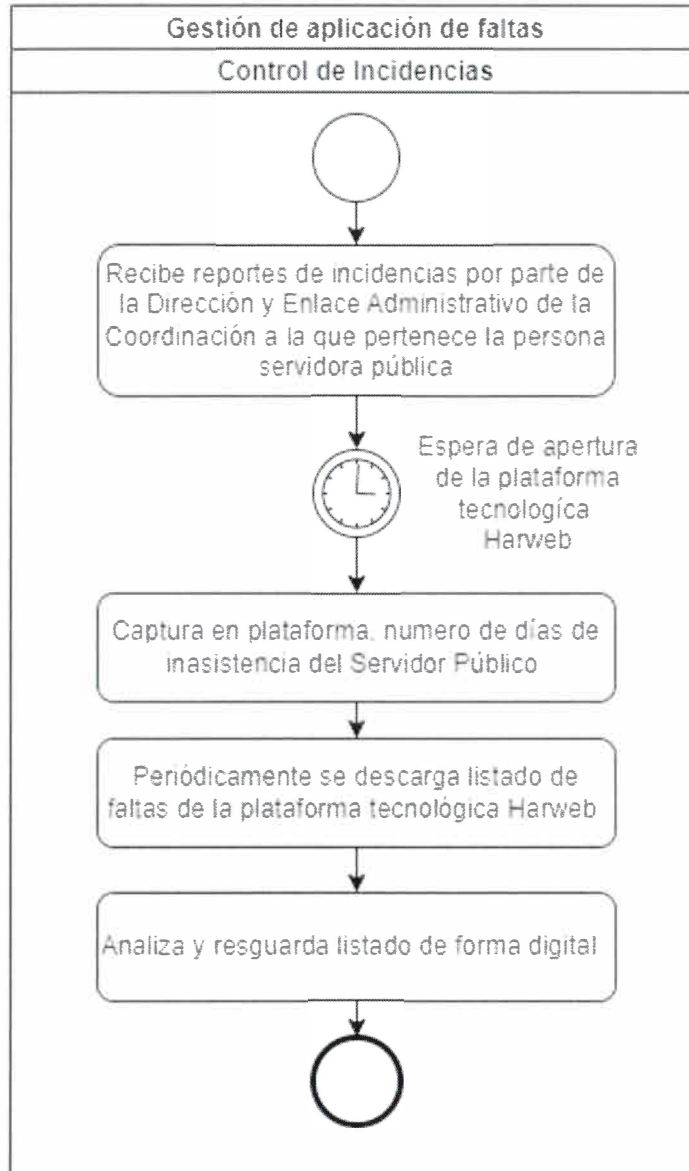 Gestión de aplicación de faltas
Control de Incidencias
Recibe reportes de incidencias por parte de
la Dirección y Enlace Administrativo de la
Coordinación a la que pertenece la persona
servidora pública
Espera de apertura
de la plataforma
tecnologíca
Harweb
Captura en plataforma, numero de días de
inasistencia del Servidor Público
Periódicamente se descarga listado de
faltas de la plataforma tecnológica Harweb
Analiza y resguarda listado de forma digital